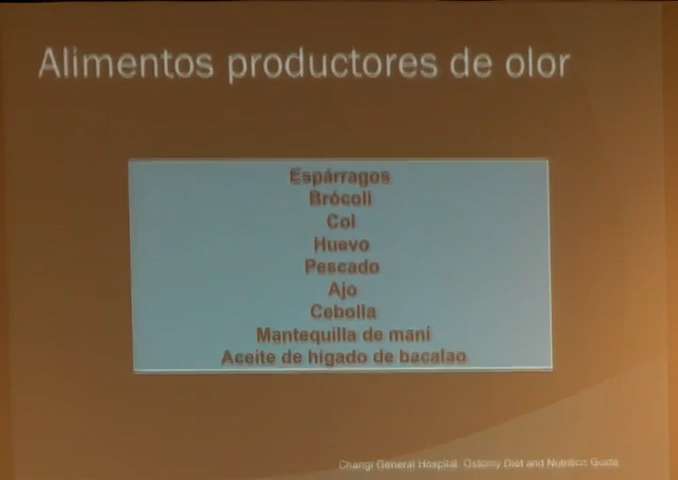 Alimentos productores de olor
Espárragos
Brócoli
Col
Huevo
Pescado
Ajo
Cebolla
Mantequilla de maní
Aceite de hígado de bacalao
Changi General Hospital. Ostomy Diet and Nutrition Guide